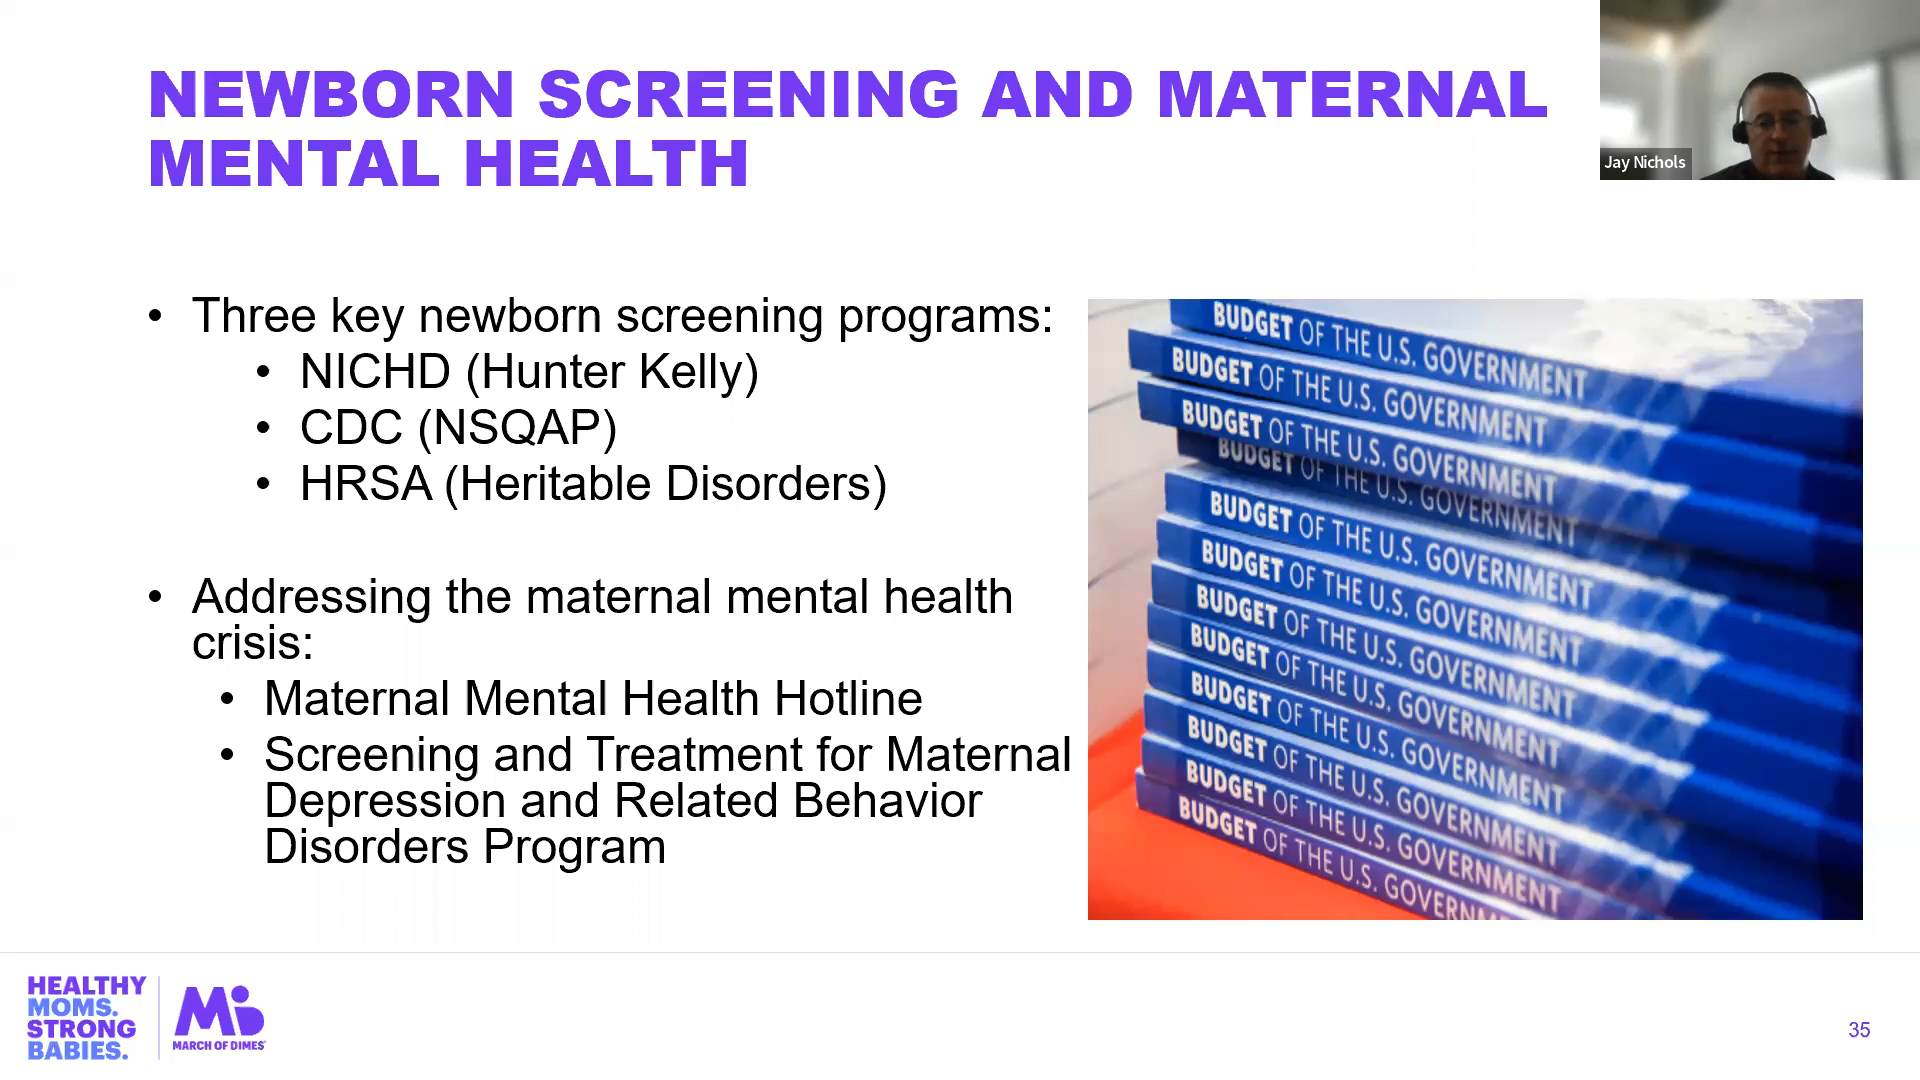 NEWBORN SCREENING AND MATERNAL
MENTAL HEALTH
Jay Nichols
• Three key newborn screening programs:
• NICHD (Hunter Kelly)
• CDC (NSQAP)
• HRSA (Heritable Disorders)
• Addressing the maternal mental health
crisis:
• Maternal Mental Health Hotline
• Screening and Treatment for Maternal
Depression and Related Behavior
Disorders Program
BUDGET OF THE U.S. GOVERNMENT
BUDGET OF THE U.S. GOVERNMENT
BUDGET OF THE U.S. GOVERNMENT
BUDGET OF THE U.S. GOVERNMENT
BUDGET OF THE U.S. GOVERNMENT
BUDGET OF THE U.S. GOVERNMENT
BUDGET OF THE U.S. GOVERNMENT
BUDGET OF THE U.S. GOVERNMENT
BUDGET OF THE U.S. GOVERNMENT
BUDGET OF THE U.S. GOVERNMENT
BUDGET OF THE U.S. GOVERNMENT
BUDGET OF THE U.S. GOVERNM
HEALTHY
MOMS.
STRONG
BABIES.
MARCH OF DIMES
35